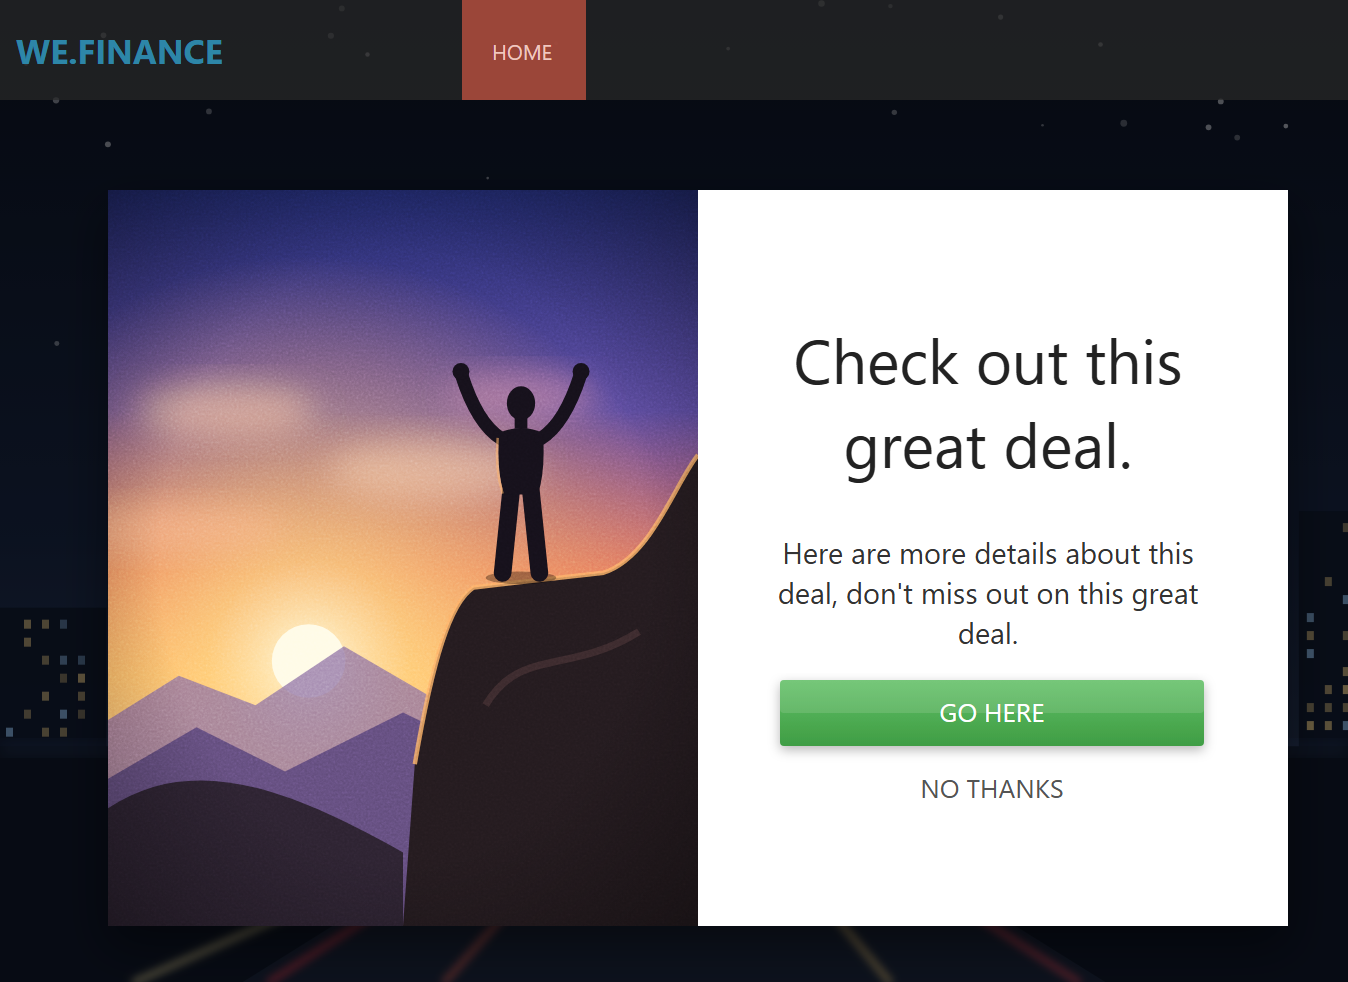 WE.FINANCE
HOME
Check out this
great deal.
Here are more details about this
deal, don't miss out on this great
deal.
GO HERE
NO THANKS